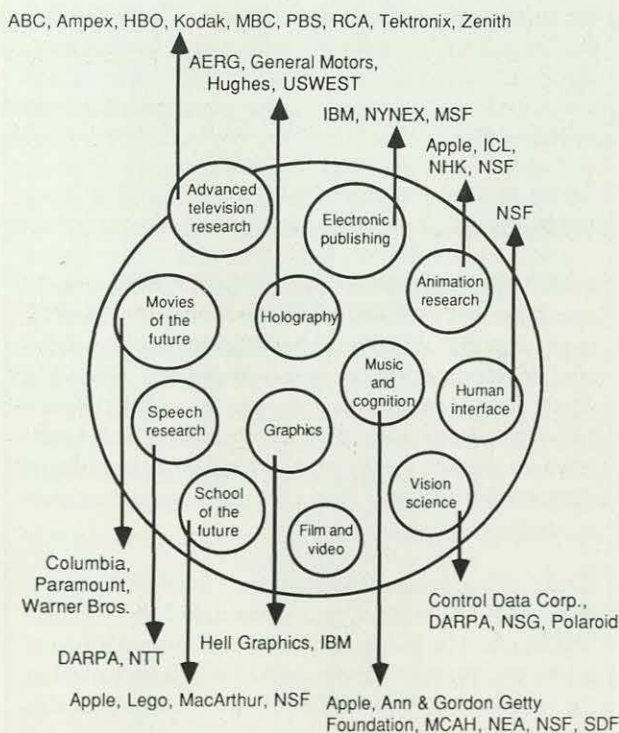 ABC, Ampex, HBO, Kodak, MBC, PBS, RCA, Tektronix, Zenith
AERG, General Motors,
Hughes, USWEST
IBM, NYNEX, MSF
Apple, ICL,
NHK, NSF
NSF
Advanced
television
research
Electronic
publishing
Animation
research
Movies
of the
future
Holography
Music
and
cognition
Human
interface
Speech
research
Graphics
School
of the
future
Film and
video
Vision
science
Columbia,
Paramount,
Warner Bros.
DARPA, NTT
Hell Graphics, IBM
Control Data Corp.,
DARPA, NSG, Polaroid
Apple, Lego, MacArthur, NSF
Apple, Ann & Gordon Getty
Foundation, MCAH, NEA, NSF, SDF